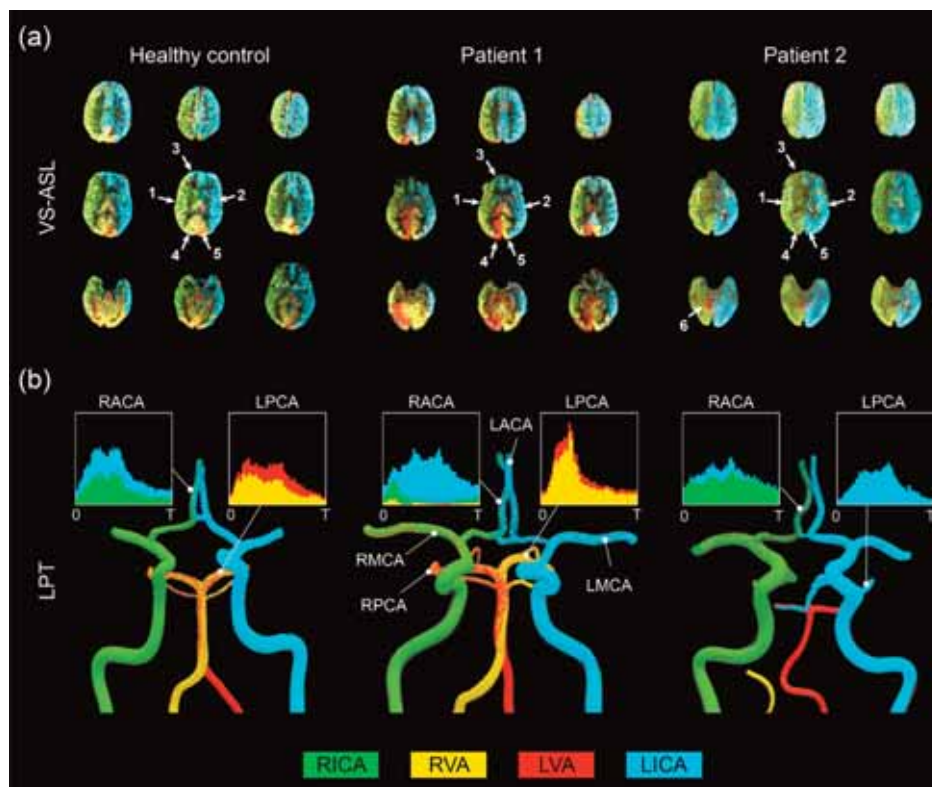 (a)
Healthy control Patient 1 Patient 2
VS-ASL
3 3 3
1 2 1 2 1 2
4 5 4 5 4 5
6
(b)
RACA LPCA RACA LACA LPCA RACA LPCA
0 T 0 T 0 T 0 T 0 T 0 T
LPT
RMCA
LMCA
RPCA
RICA RVA LVA LICA